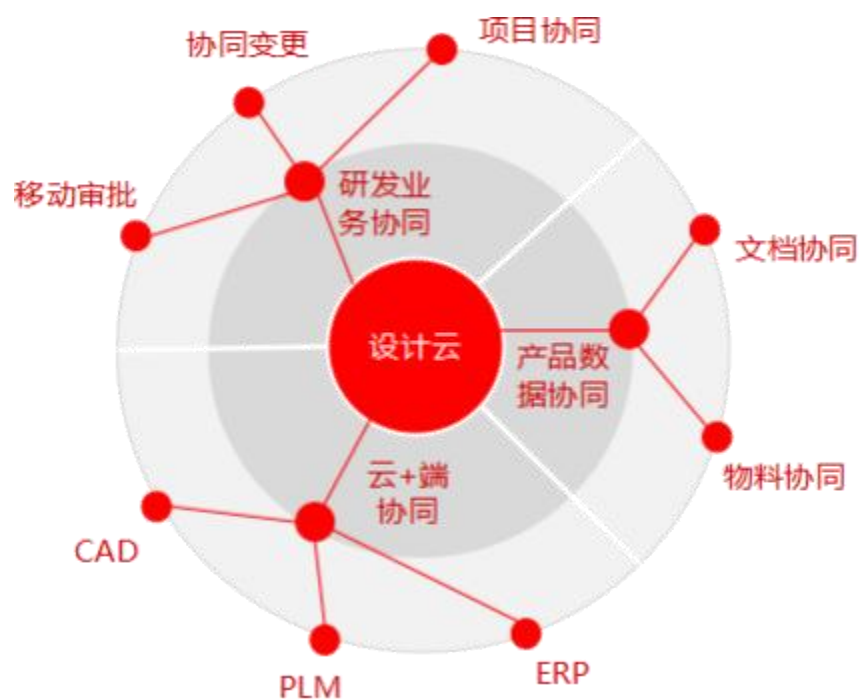 项目协同
协同变更
移动审批
研发业
务协同
文档协同
设计云
产品数
据协同
物料协同
云+端
协同
CAD
PLM
ERP